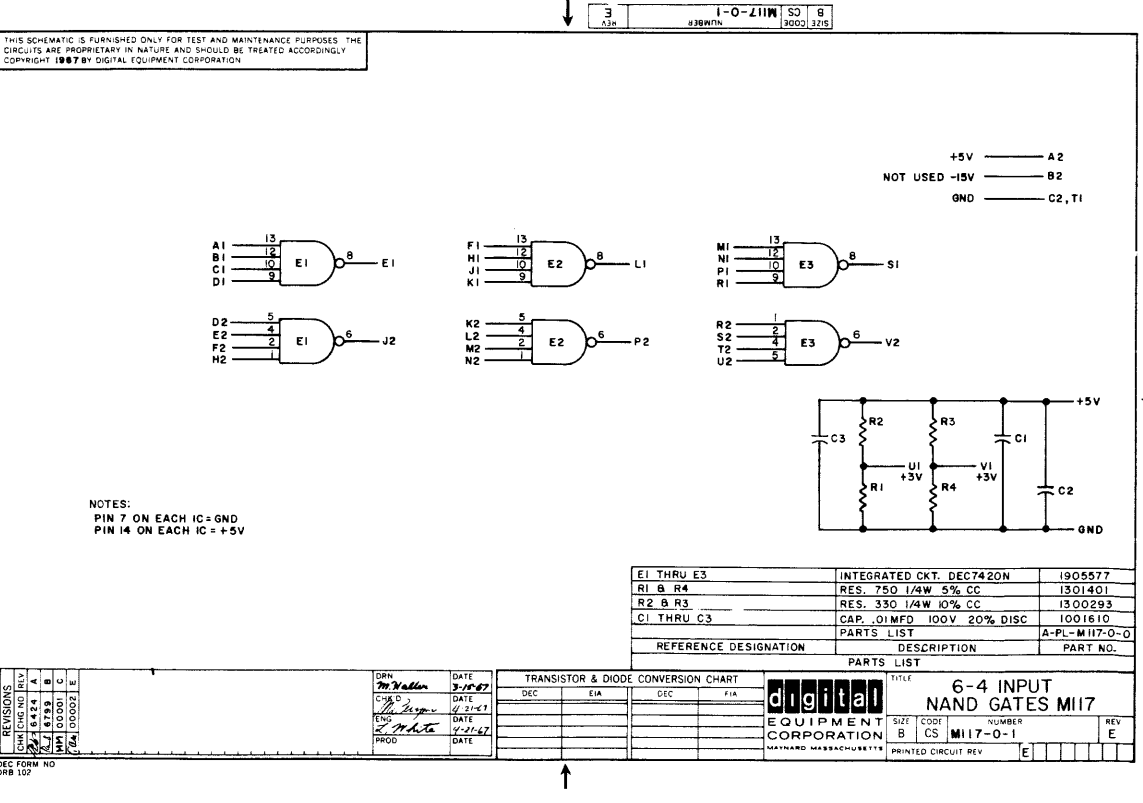 SIZE CODE NUMBER REV
B CS M117-0-1 E
THIS SCHEMATIC IS FURNISHED ONLY FOR TEST AND MAINTENANCE PURPOSES THE
CIRCUITS ARE PROPRIETARY IN NATURE AND SHOULD BE TREATED ACCORDINGLY
COPYRIGHT 1967 BY DIGITAL EQUIPMENT CORPORATION
+5V A2
NOT USED -15V B2
GND C2, T1
A1 13
B1 12
C1 10
D1 9
E1 8 E1
F1 13
H1 12
J1 10
K1 9
E2 8 L1
M1 13
N1 12
P1 10
R1 9
E3 8 S1
D2 5
E2 4
F2 2
H2 1
E1 6 J2
K2 5
L2 4
M2 2
N2 1
E2 6 P2
R2 1
S2 2
T2 4
U2 5
E3 6 V2
+5V
C3 R2 R3 C1
U1 +3V
V1 +3V
R1 R4 C2
GND
NOTES:
PIN 7 ON EACH IC = GND
PIN 14 ON EACH IC = +5V
E1 THRU E3 INTEGRATED CKT. DEC7420N 1905577
R1 & R4 RES. 750 1/4W 5% CC 1301401
R2 & R3 RES. 330 1/4W 10% CC 1300293
C1 THRU C3 CAP. .01MFD 100V 20% DISC 1001610
PARTS LIST A-PL-M117-0-0
REFERENCE DESIGNATION DESCRIPTION PART NO.
PARTS LIST
REVISIONS
CHK CHG NO REV
6424 A
6799 B
MM 00001 C
00002 E
DRN DATE
M. Waller 3-15-67
CHK'D DATE
4-21-67
ENG DATE
L. White 4-21-67
PROD DATE
TRANSISTOR & DIODE CONVERSION CHART
DEC EIA DEC EIA
digital
EQUIPMENT
CORPORATION
MAYNARD MASSACHUSETTS
TITLE
6-4 INPUT
NAND GATES M117
SIZE CODE NUMBER REV
B CS M117-0-1 E
PRINTED CIRCUIT REV E
DEC FORM NO
DRB 102